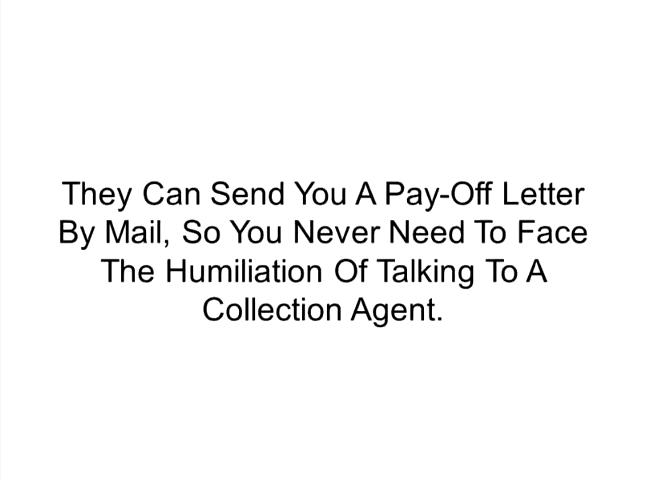 They Can Send You A Pay-Off Letter
By Mail, So You Never Need To Face
The Humiliation Of Talking To A
Collection Agent.